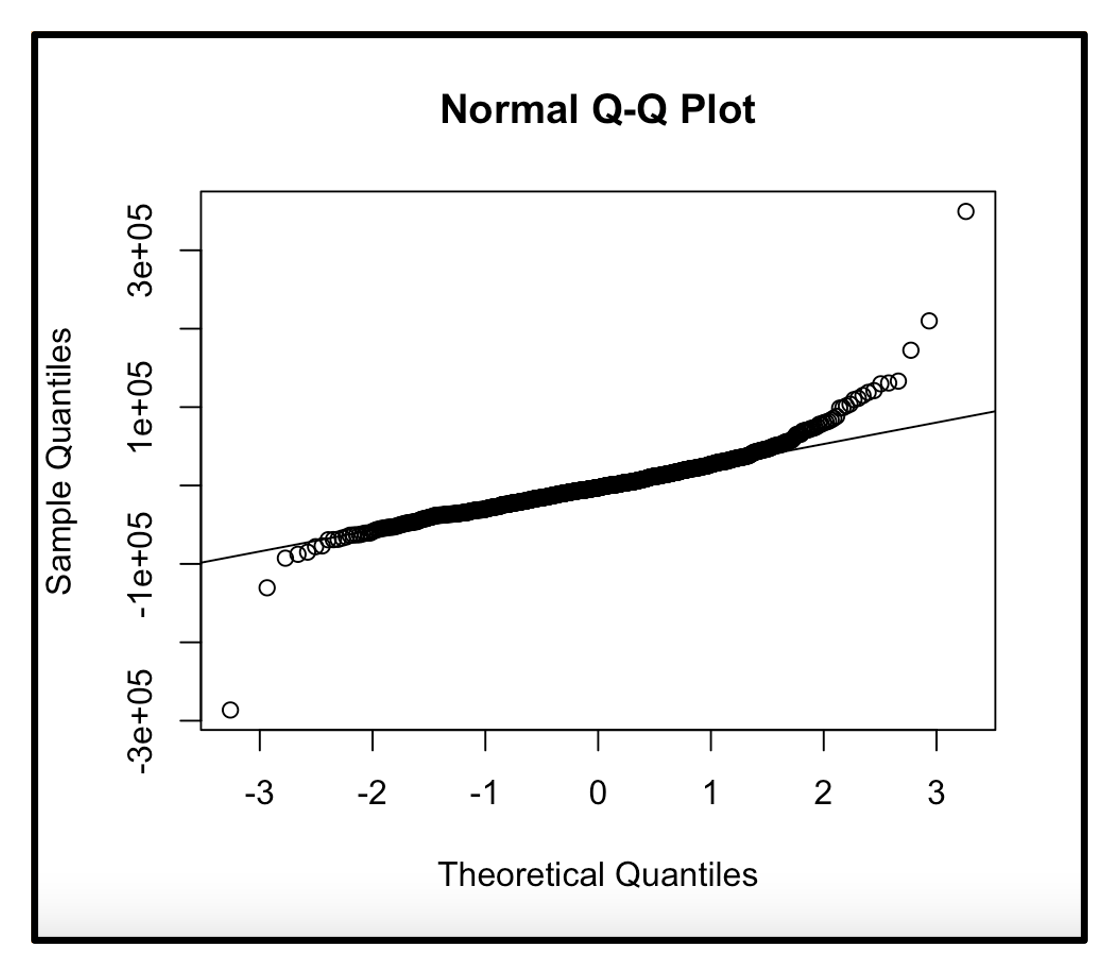 Normal Q-Q Plot
3e+05
1e+05
-1e+05
-3e+05
Sample Quantiles
-3 -2 -1 0 1 2 3
Theoretical Quantiles